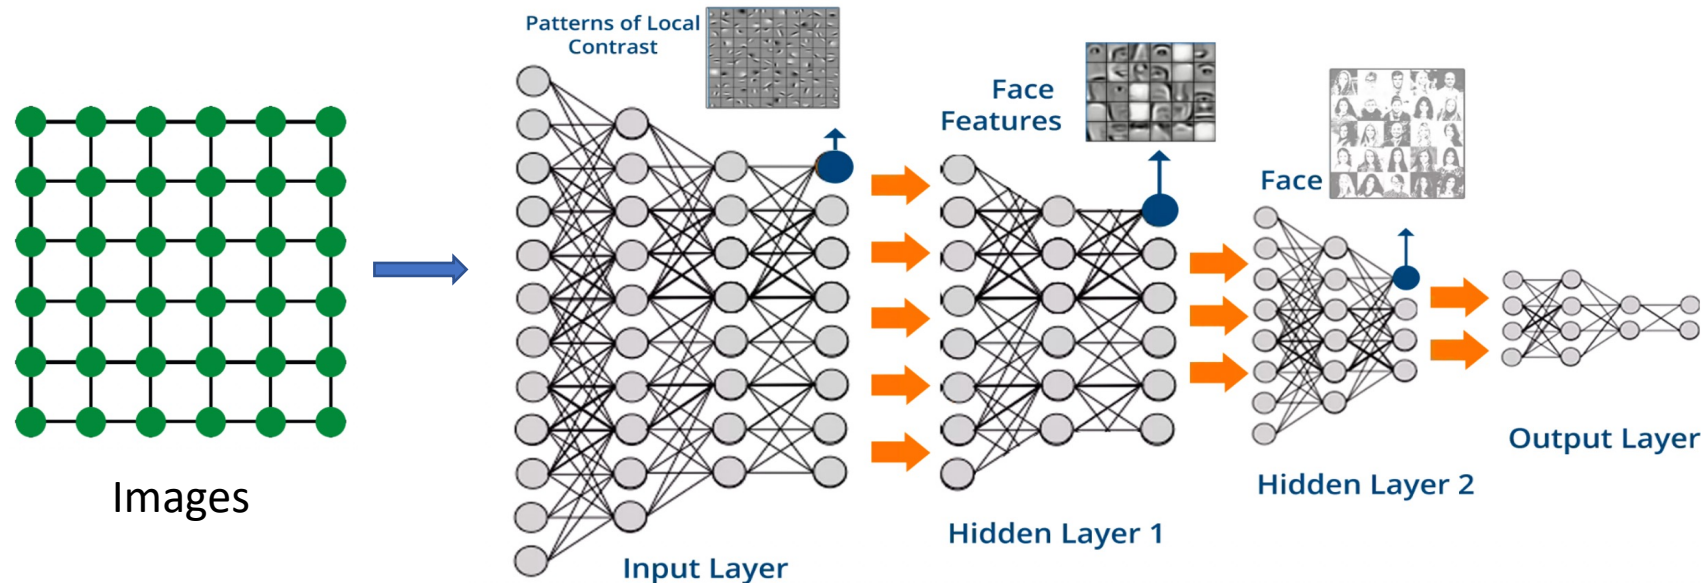 Patterns of Local
Contrast
Face
Features
Face
Images
Input Layer
Hidden Layer 1
Hidden Layer 2
Output Layer